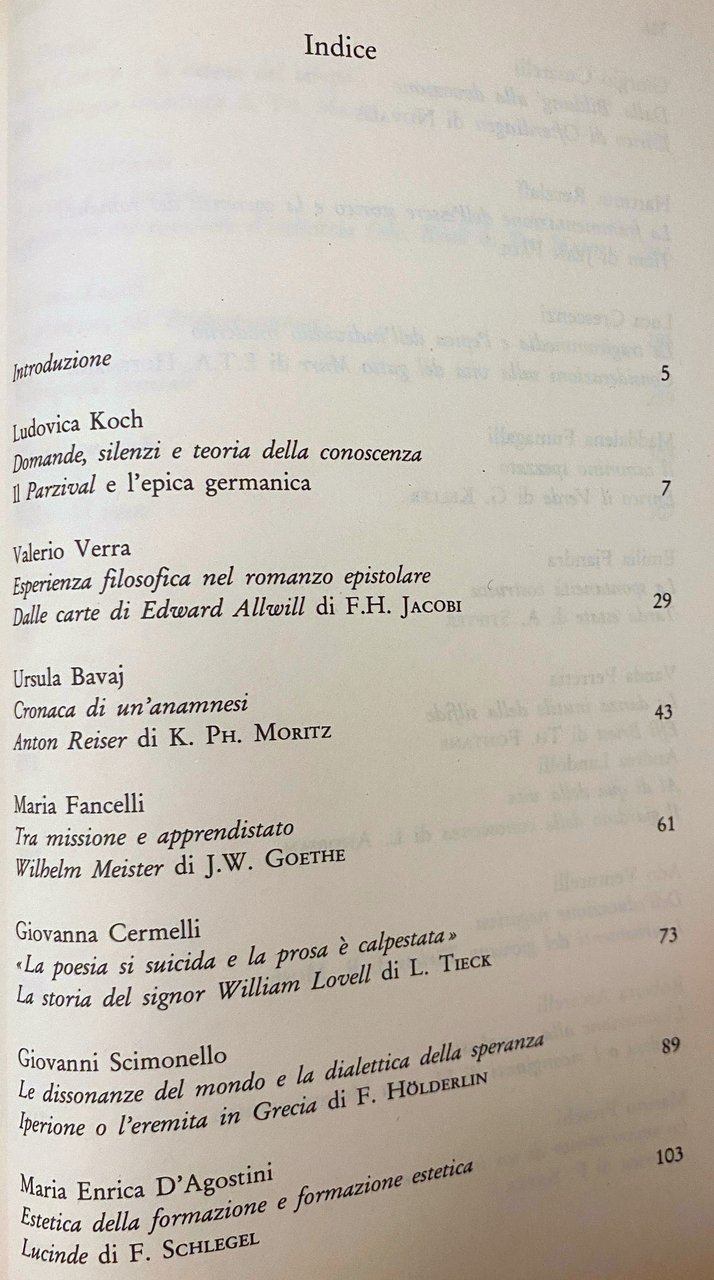 Indice
Introduzione 5
Ludovica Koch
Domande, silenzi e teoria della conoscenza
Il Parzival e l'epica germanica 7
Valerio Verra
Esperienza filosofica nel romanzo epistolare
Dalle carte di Edward Allwill di F.H. JACOBI 29
Ursula Bavaj
Cronaca di un'anamnesi
Anton Reiser di K. PH. MORITZ 43
Maria Fancelli
Tra missione e apprendistato
Wilhelm Meister di J.W. GOETHE 61
Giovanna Cermelli
«La poesia si suicida e la prosa è calpestata»
La storia del signor William Lovell di L. TIECK 73
Giovanni Scimonello
Le dissonanze del mondo e la dialettica della speranza
Iperione o l'eremita in Grecia di F. HÖLDERLIN 89
Maria Enrica D'Agostini
Estetica della formazione e formazione estetica
Lucinde di F. SCHLEGEL 103